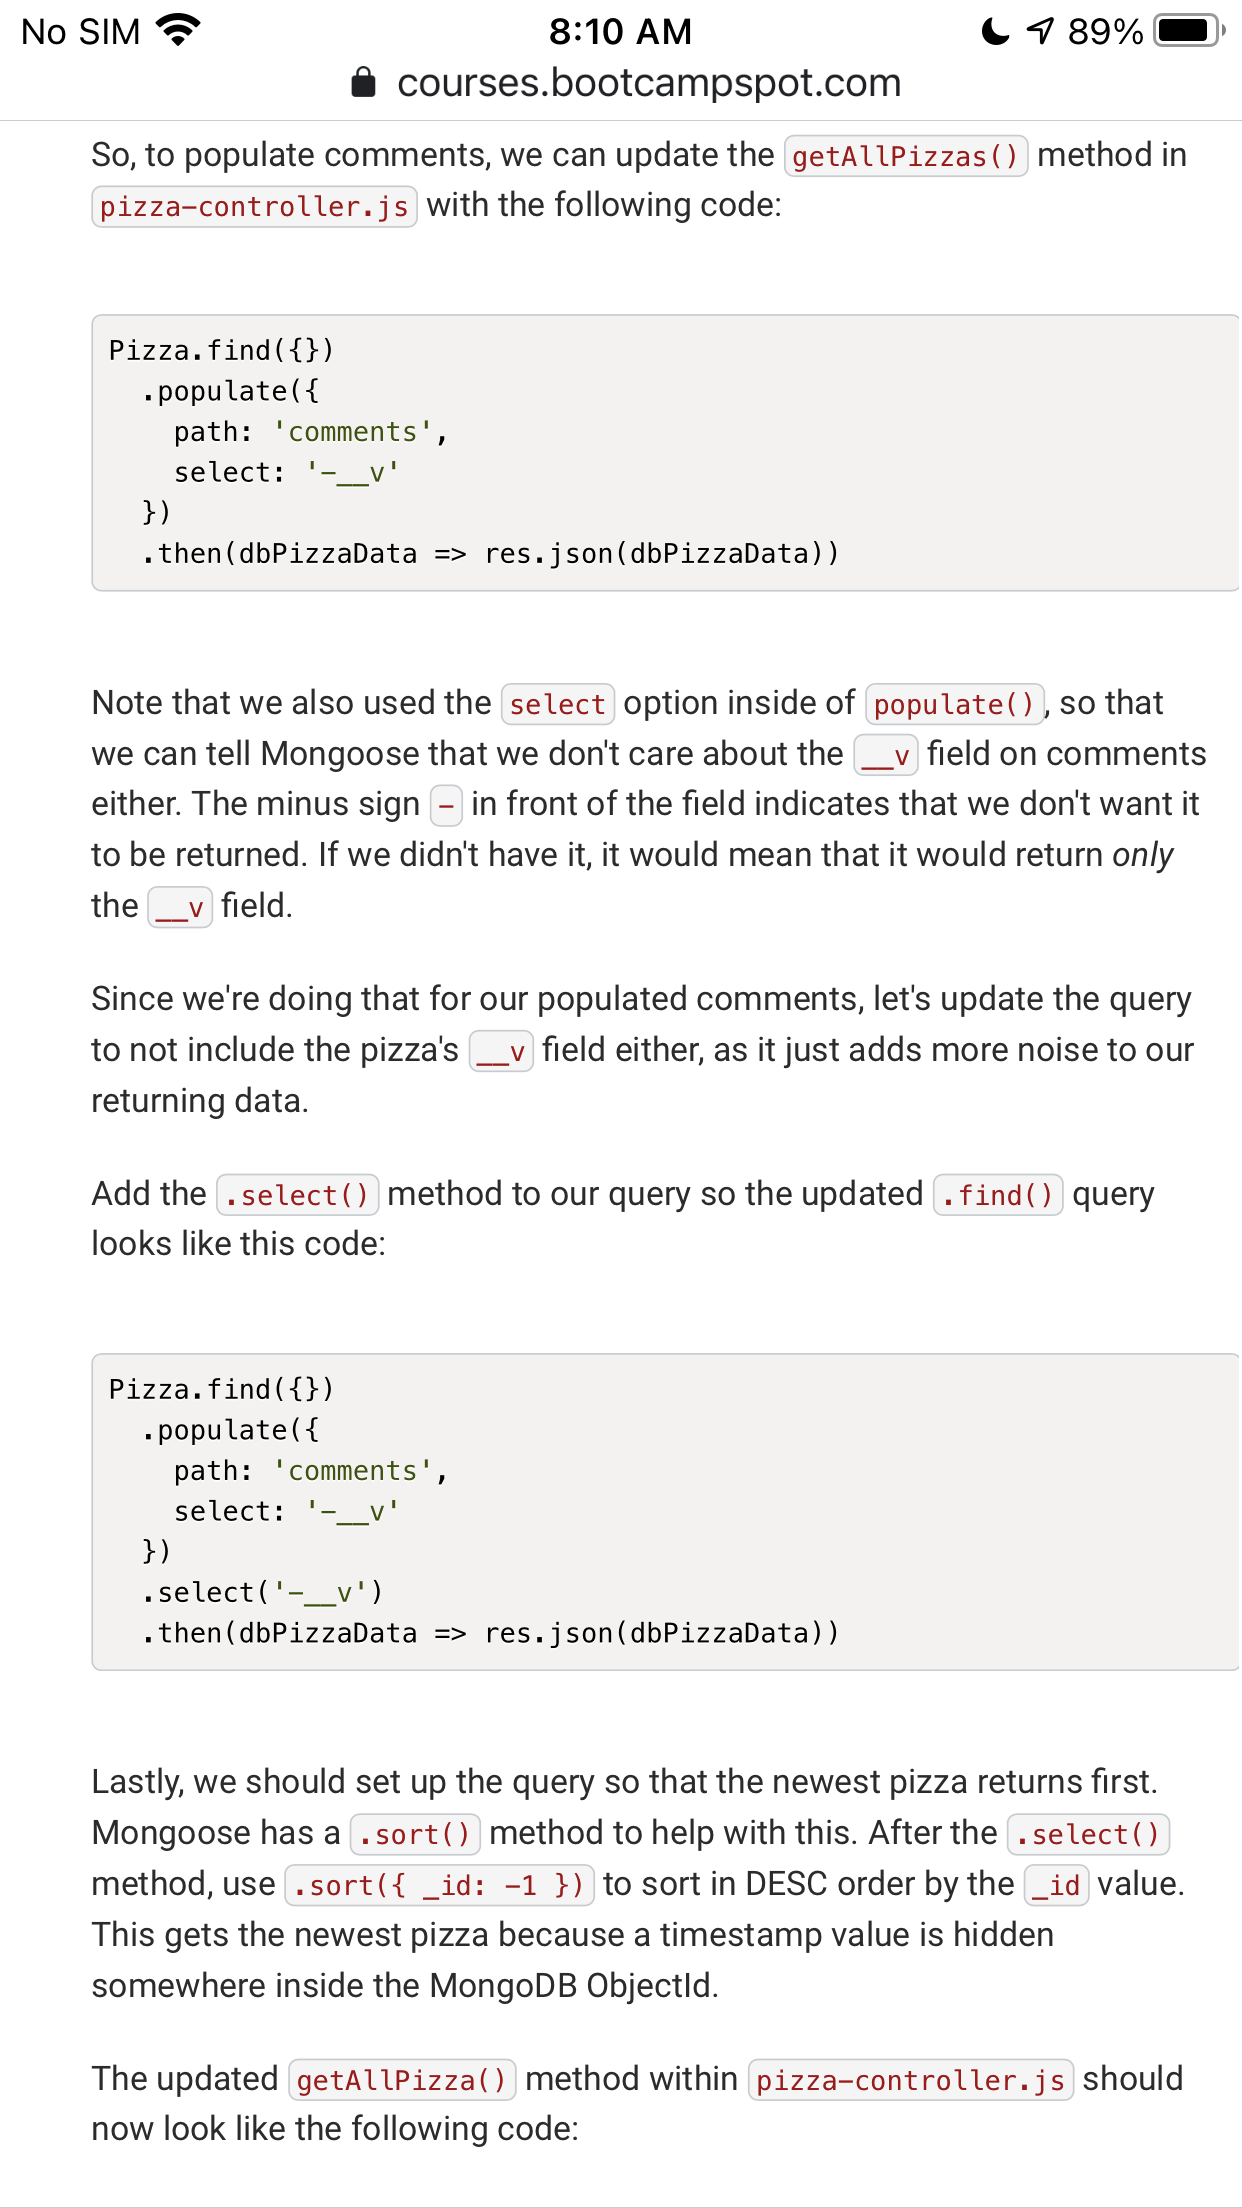 No SIM 8:10 AM 89%
courses.bootcampspot.com
So, to populate comments, we can update the getAllPizzas() method in
pizza-controller.js with the following code:
Pizza.find({})
  .populate({
    path: 'comments',
    select: '-__v'
  })
  .then(dbPizzaData => res.json(dbPizzaData))
Note that we also used the select option inside of populate(), so that
we can tell Mongoose that we don't care about the __v field on comments
either. The minus sign - in front of the field indicates that we don't want it
to be returned. If we didn't have it, it would mean that it would return only
the __v field.
Since we're doing that for our populated comments, let's update the query
to not include the pizza's __v field either, as it just adds more noise to our
returning data.
Add the .select() method to our query so the updated .find() query
looks like this code:
Pizza.find({})
  .populate({
    path: 'comments',
    select: '-__v'
  })
  .select('-__v')
  .then(dbPizzaData => res.json(dbPizzaData))
Lastly, we should set up the query so that the newest pizza returns first.
Mongoose has a .sort() method to help with this. After the .select()
method, use .sort({ _id: -1 }) to sort in DESC order by the _id value.
This gets the newest pizza because a timestamp value is hidden
somewhere inside the MongoDB ObjectId.
The updated getAllPizza() method within pizza-controller.js should
now look like the following code: